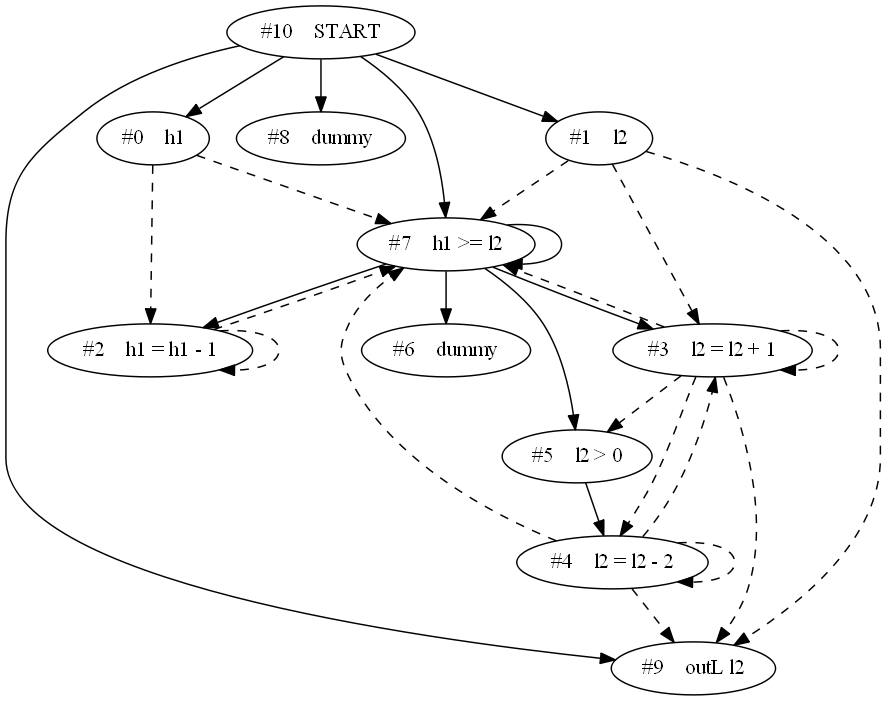 #10 START
#0 h1
#8 dummy
#1 l2
#7 h1 >= l2
#2 h1 = h1 - 1
#6 dummy
#3 l2 = l2 + 1
#5 l2 > 0
#4 l2 = l2 - 2
#9 outL l2